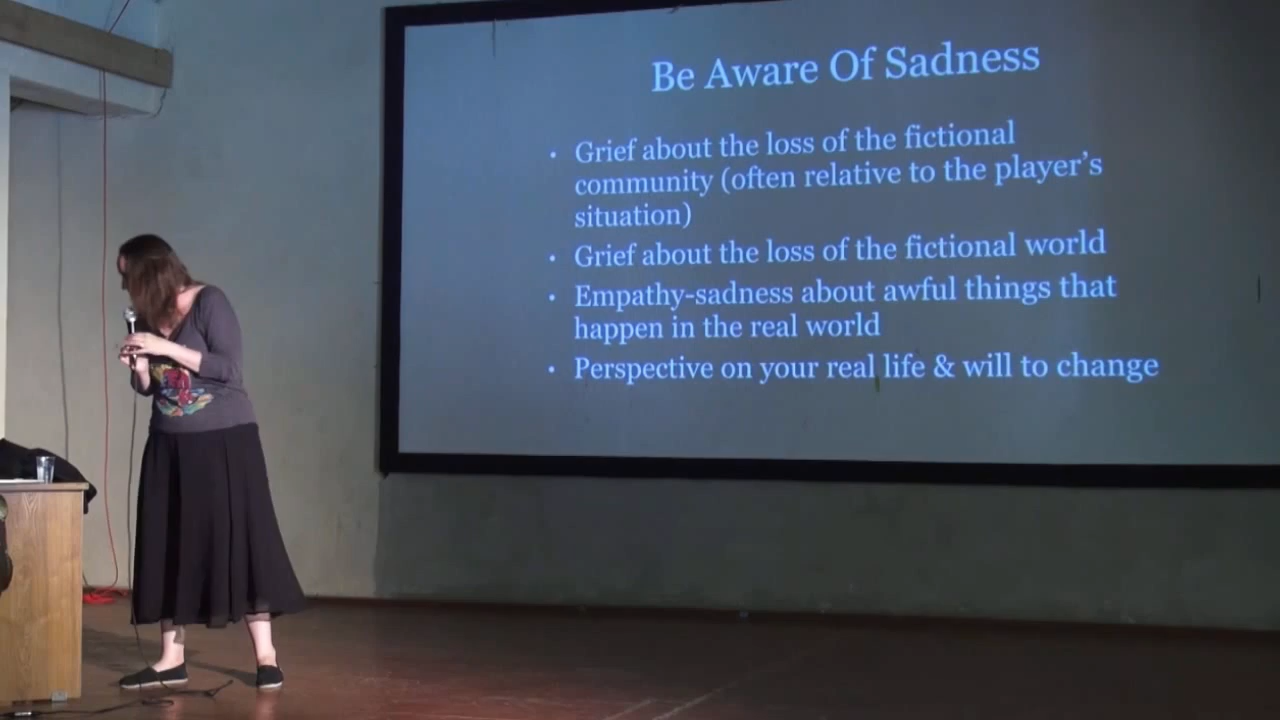 Be Aware Of Sadness
• Grief about the loss of the fictional
community (often relative to the player's
situation)
• Grief about the loss of the fictional world
• Empathy-sadness about awful things that
happen in the real world
• Perspective on your real life & will to change